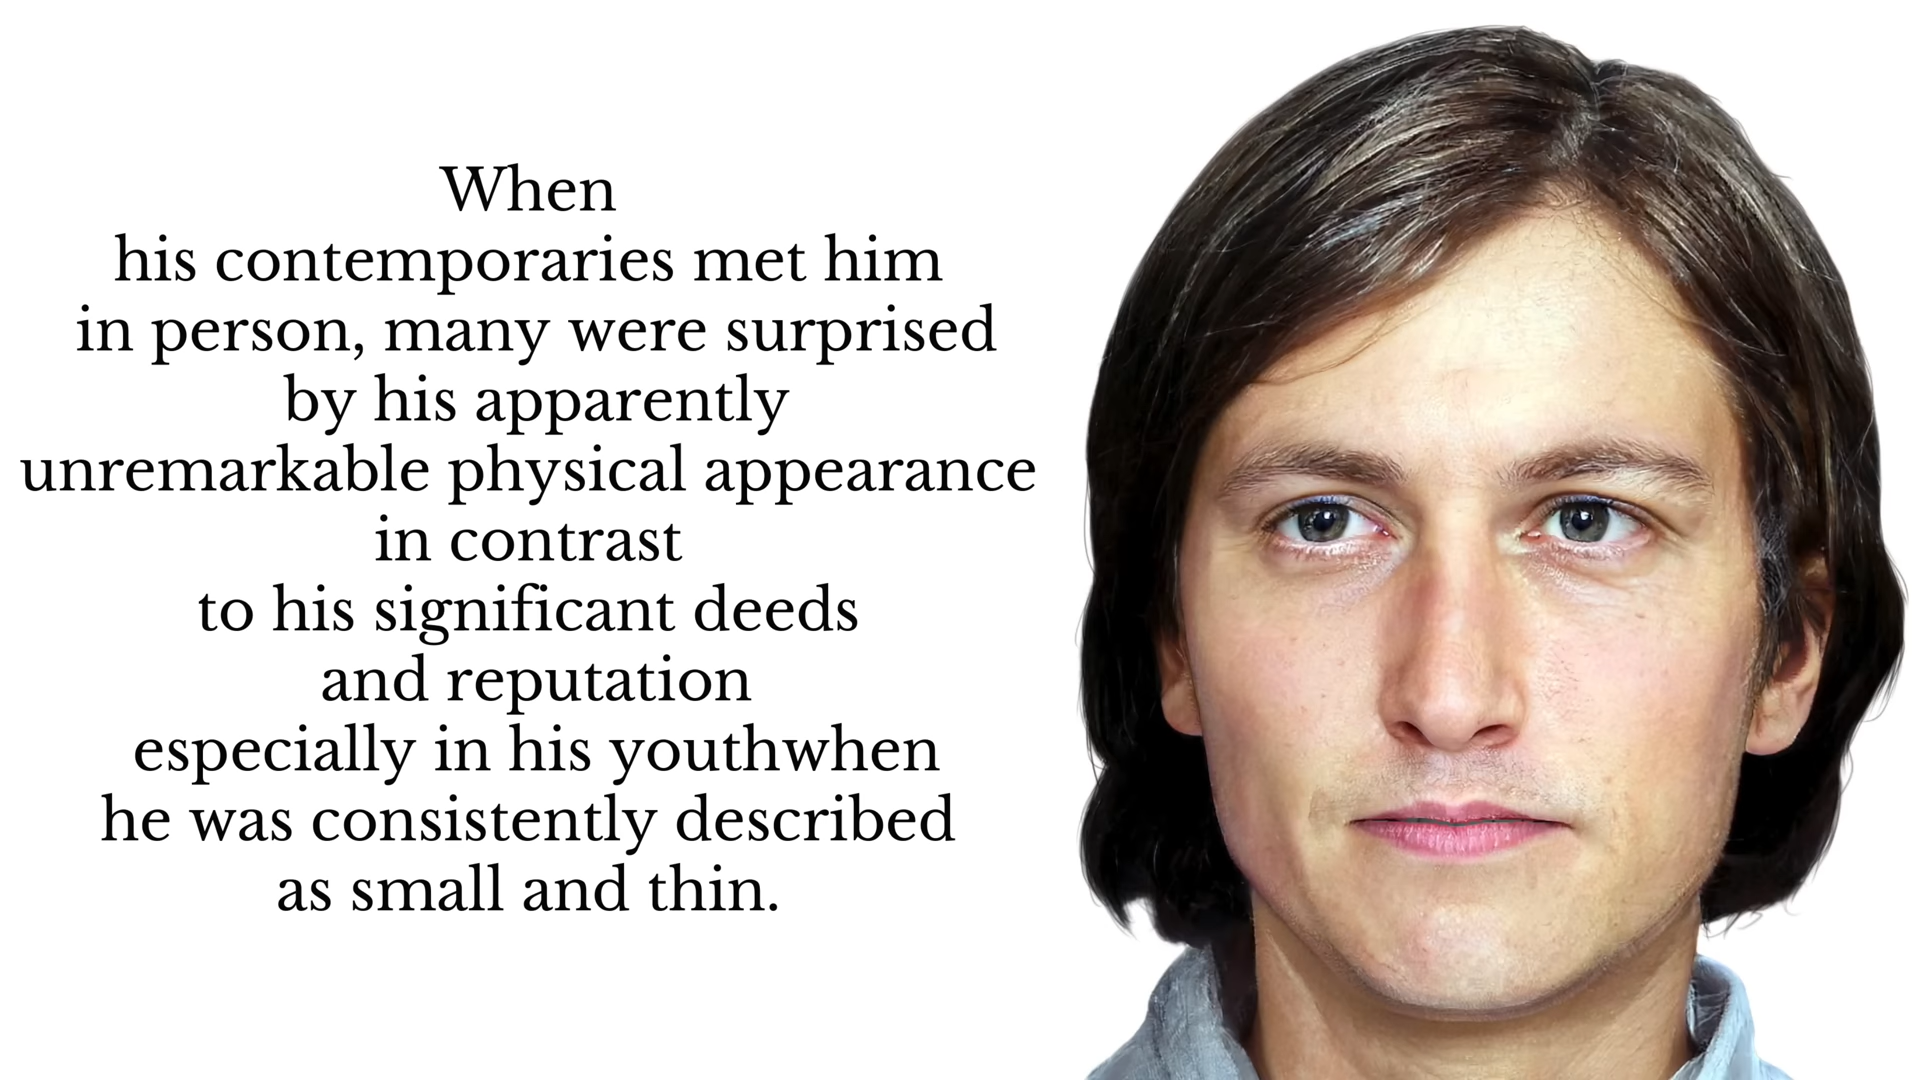 When
his contemporaries met him
in person, many were surprised
by his apparently
unremarkable physical appearance
in contrast
to his significant deeds
and reputation
especially in his youthwhen
he was consistently described
as small and thin.